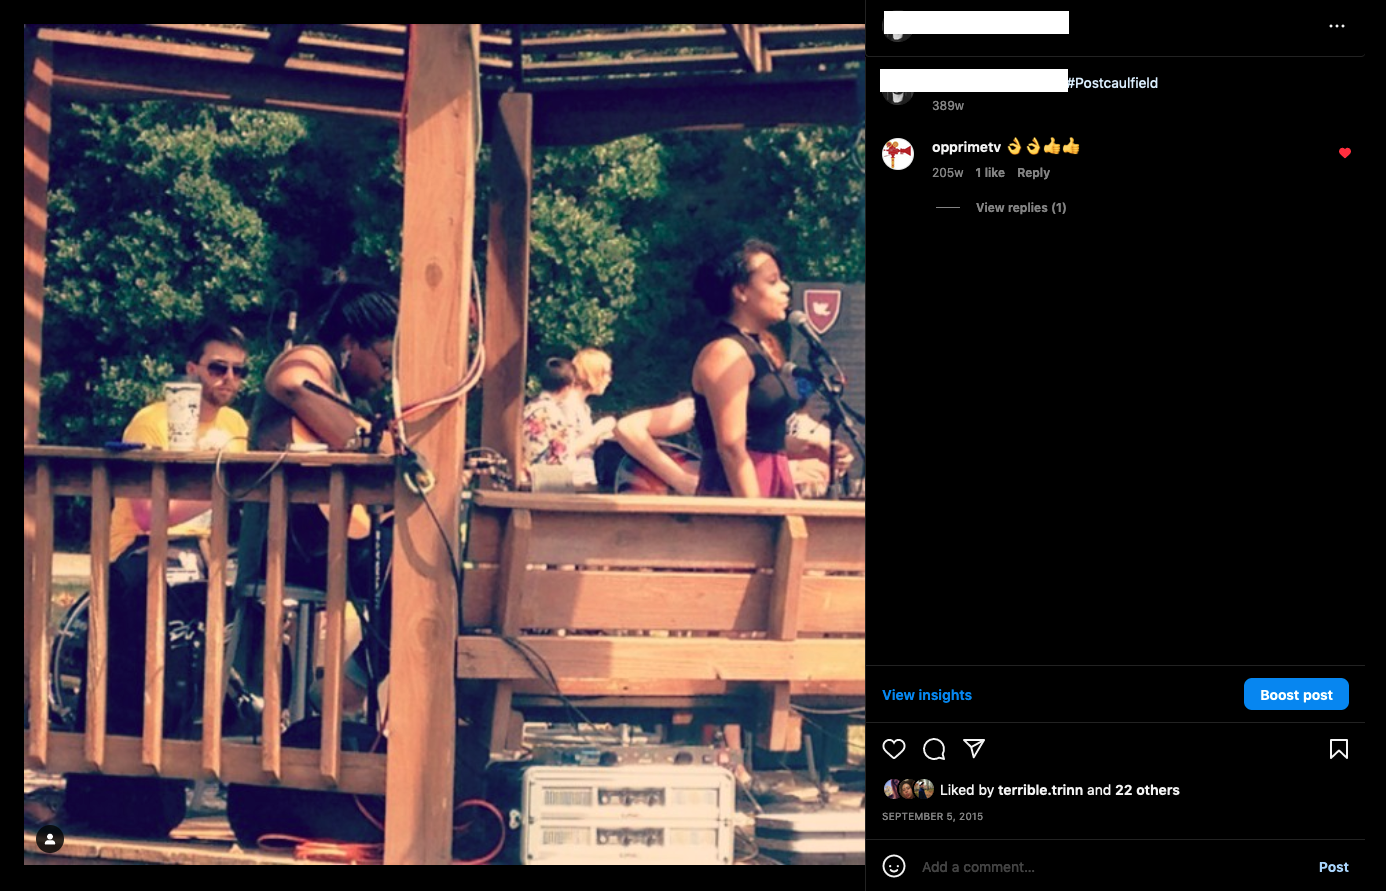 #Postcaulfield
389w
opprimetv 👌👌👍👍
205w 1 like Reply
View replies (1)
View insights
Boost post
Liked by terrible.trinn and 22 others
SEPTEMBER 5, 2015
Add a comment...
Post